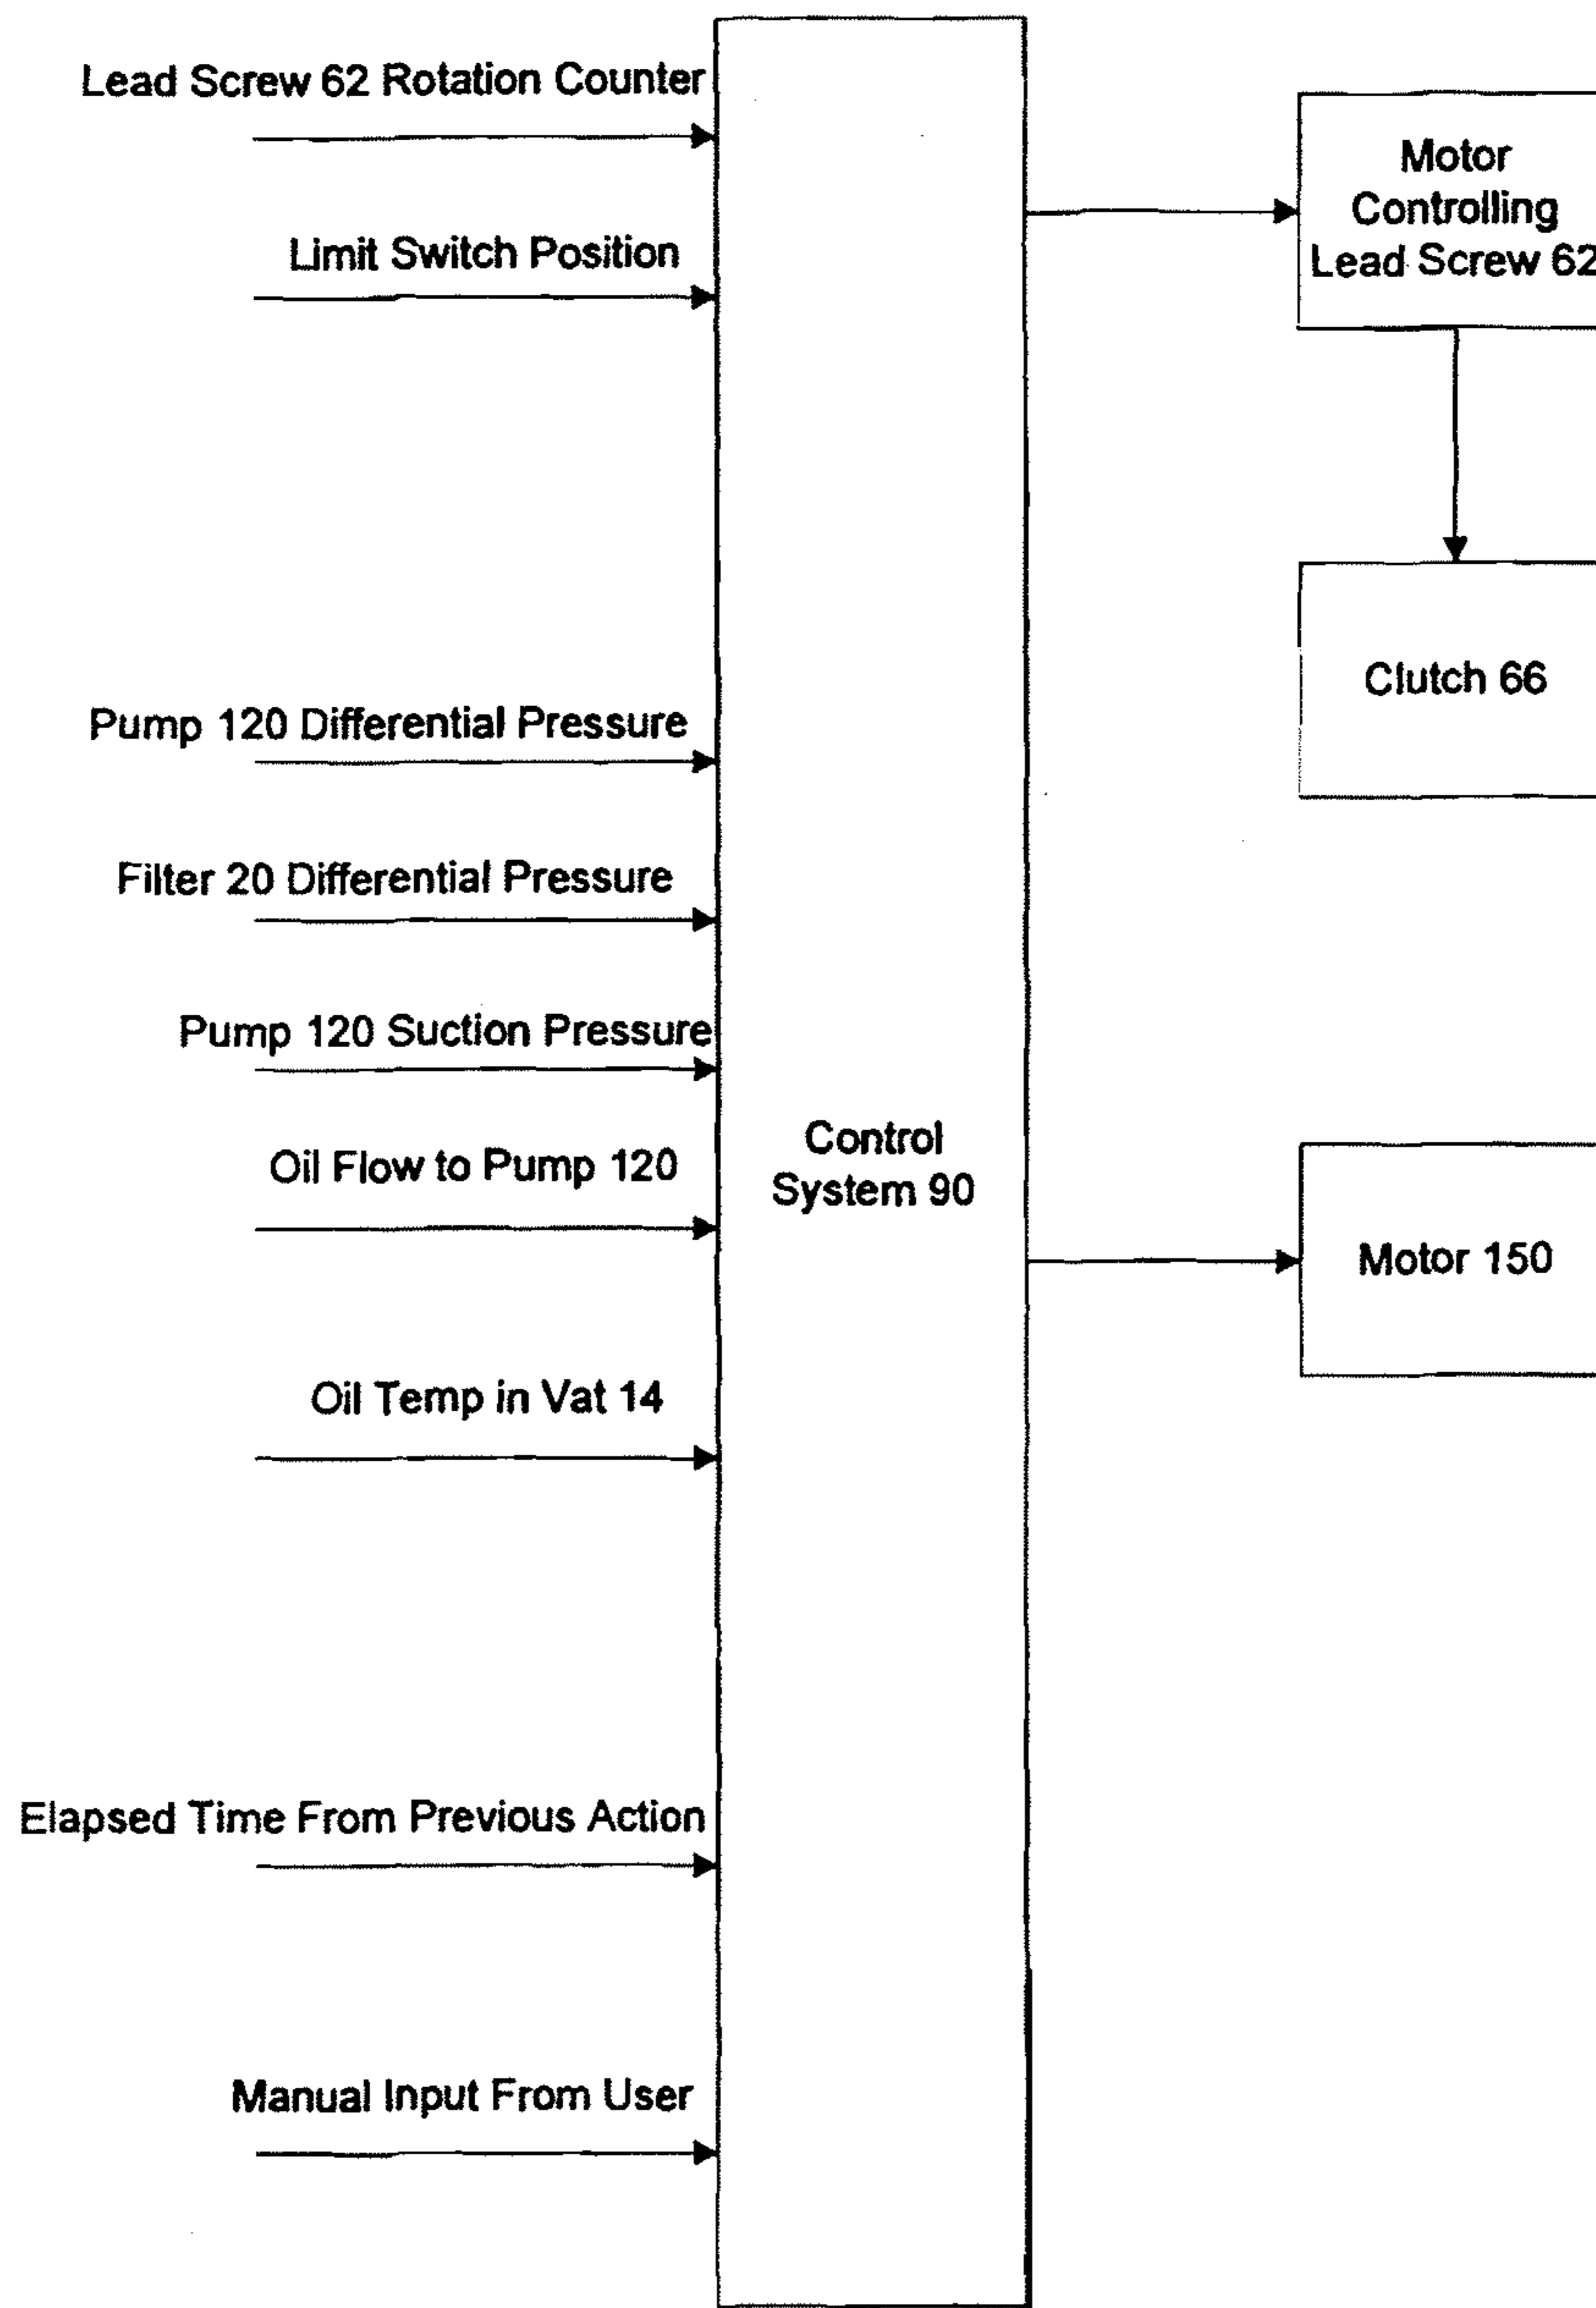 Lead Screw 62 Rotation Counter
Limit Switch Position
Pump 120 Differential Pressure
Filter 20 Differential Pressure
Pump 120 Suction Pressure
Oil Flow to Pump 120
Oil Temp in Vat 14
Elapsed Time From Previous Action
Manual Input From User
Control
System 90
Motor
Controlling
Lead Screw 62
Clutch 66
Motor 150